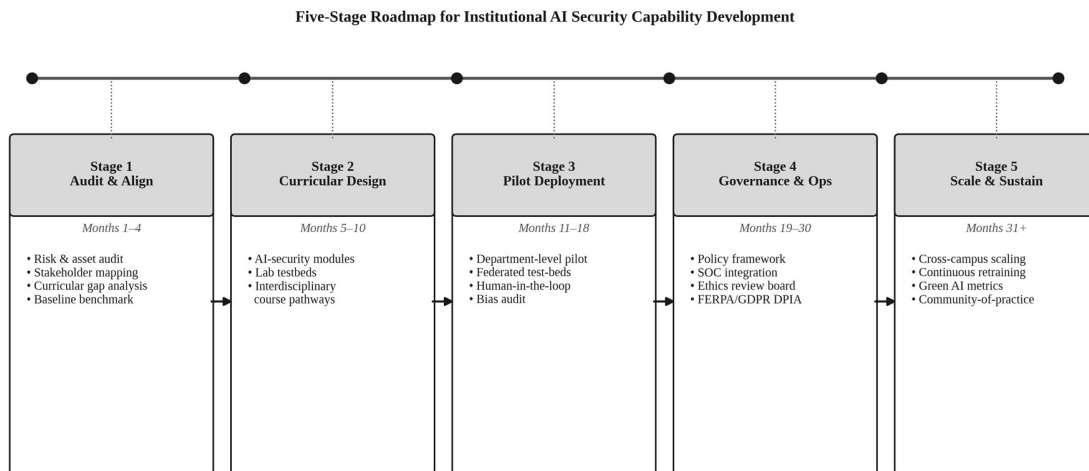 Five-Stage Roadmap for Institutional AI Security Capability Development
Stage 1
Audit & Align
Months 1–4
• Risk & asset audit
• Stakeholder mapping
• Curricular gap analysis
• Baseline benchmark
Stage 2
Curricular Design
Months 5–10
• AI-security modules
• Lab testbeds
• Interdisciplinary
course pathways
Stage 3
Pilot Deployment
Months 11–18
• Department-level pilot
• Federated test-beds
• Human-in-the-loop
• Bias audit
Stage 4
Governance & Ops
Months 19–30
• Policy framework
• SOC integration
• Ethics review board
• FERPA/GDPR DPIA
Stage 5
Scale & Sustain
Months 31+
• Cross-campus scaling
• Continuous retraining
• Green AI metrics
• Community-of-practice